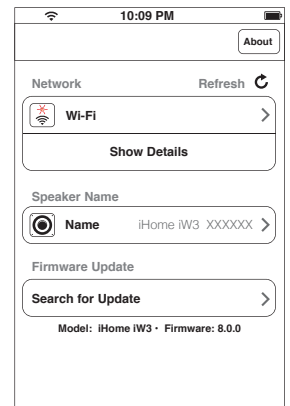 10:09 PM
About
Network Refresh
Wi-Fi
Show Details
Speaker Name
Name iHome iW3 XXXXXX
Firmware Update
Search for Update
Model: iHome iW3 · Firmware: 8.0.0